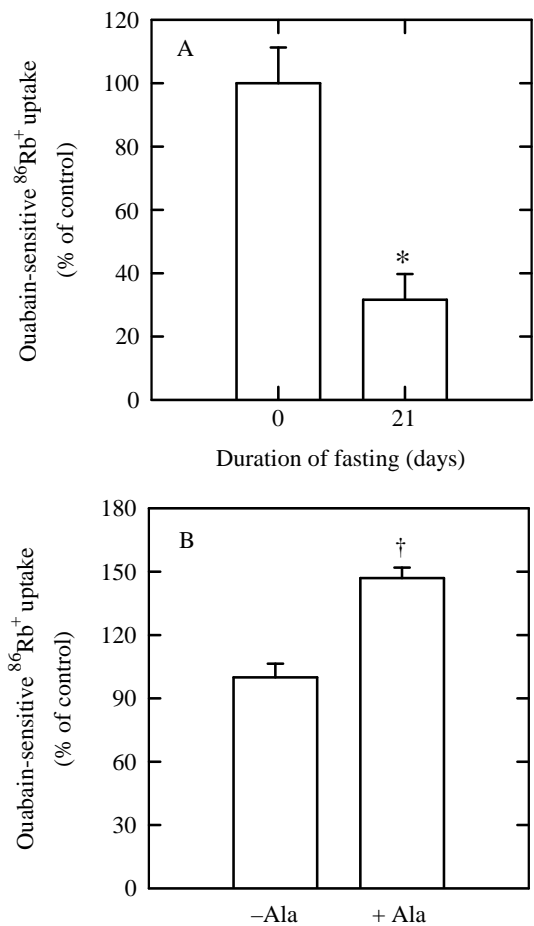 120
A
100
80
60
40
20
0
*
0 21
Duration of fasting (days)
Ouabain-sensitive ⁸⁶Rb⁺ uptake
(% of control)
180
B
150
120
90
60
30
0
†
–Ala + Ala
Ouabain-sensitive ⁸⁶Rb⁺ uptake
(% of control)